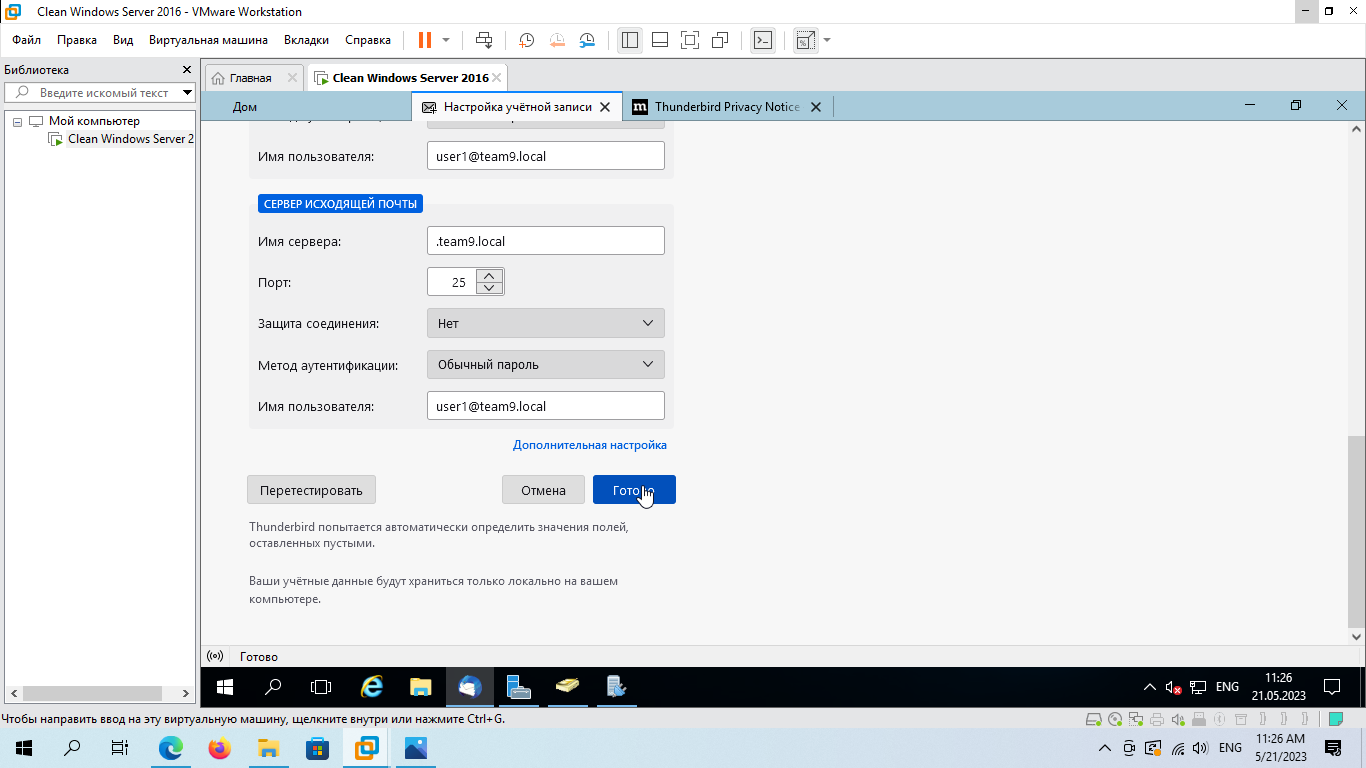 Clean Windows Server 2016 - VMware Workstation
Файл Правка Вид Виртуальная машина Вкладки Справка
Библиотека
Введите искомый текст
Мой компьютер
Clean Windows Server 2
Главная
Clean Windows Server 2016
Дом
Настройка учётной записи
Thunderbird Privacy Notice
Имя пользователя:
user1@team9.local
СЕРВЕР ИСХОДЯЩЕЙ ПОЧТЫ
Имя сервера:
.team9.local
Порт:
25
Защита соединения:
Нет
Метод аутентификации:
Обычный пароль
Имя пользователя:
user1@team9.local
Дополнительная настройка
Перетестировать
Отмена
Готово
Thunderbird попытается автоматически определить значения полей,
оставленных пустыми.
Ваши учётные данные будут храниться только локально на вашем
компьютере.
Готово
ENG
11:26
21.05.2023
Чтобы направить ввод на эту виртуальную машину, щелкните внутри или нажмите Ctrl+G.
ENG
11:26 AM
5/21/2023